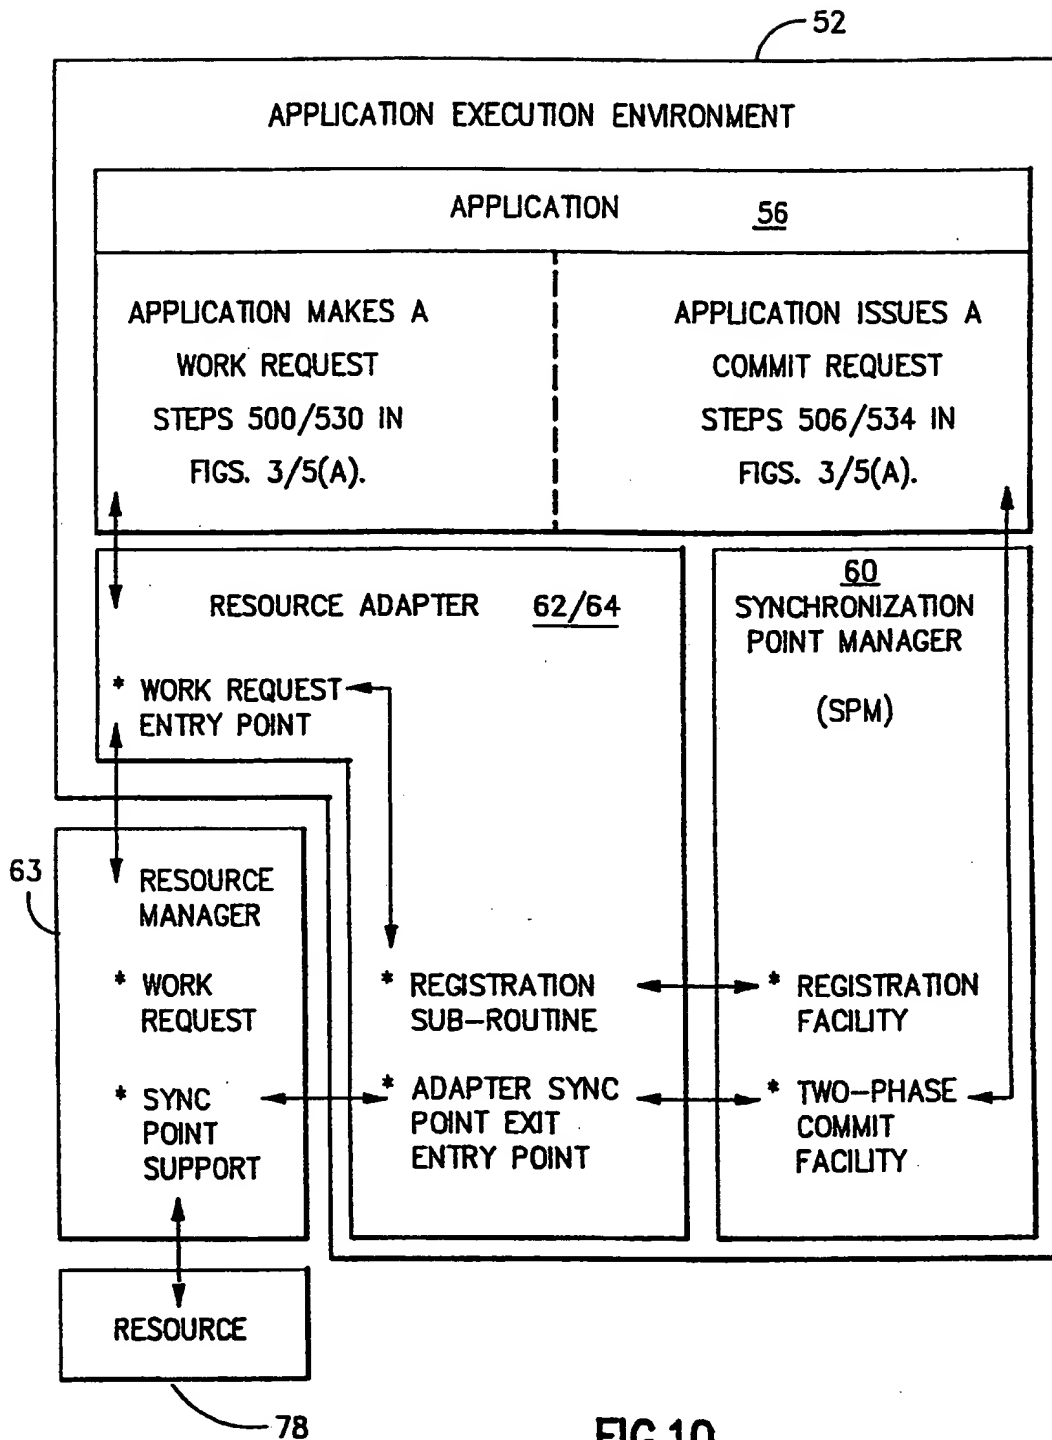 52
APPLICATION EXECUTION ENVIRONMENT
APPLICATION 56
APPLICATION MAKES A
WORK REQUEST
STEPS 500/530 IN
FIGS. 3/5(A).
APPLICATION ISSUES A
COMMIT REQUEST
STEPS 506/534 IN
FIGS. 3/5(A).
RESOURCE ADAPTER 62/64
* WORK REQUEST
ENTRY POINT
60
SYNCHRONIZATION
POINT MANAGER
(SPM)
63
RESOURCE
MANAGER
* WORK
REQUEST
* SYNC
POINT
SUPPORT
* REGISTRATION
SUB-ROUTINE
* ADAPTER SYNC
POINT EXIT
ENTRY POINT
* REGISTRATION
FACILITY
* TWO-PHASE
COMMIT
FACILITY
RESOURCE
78
FIG.10